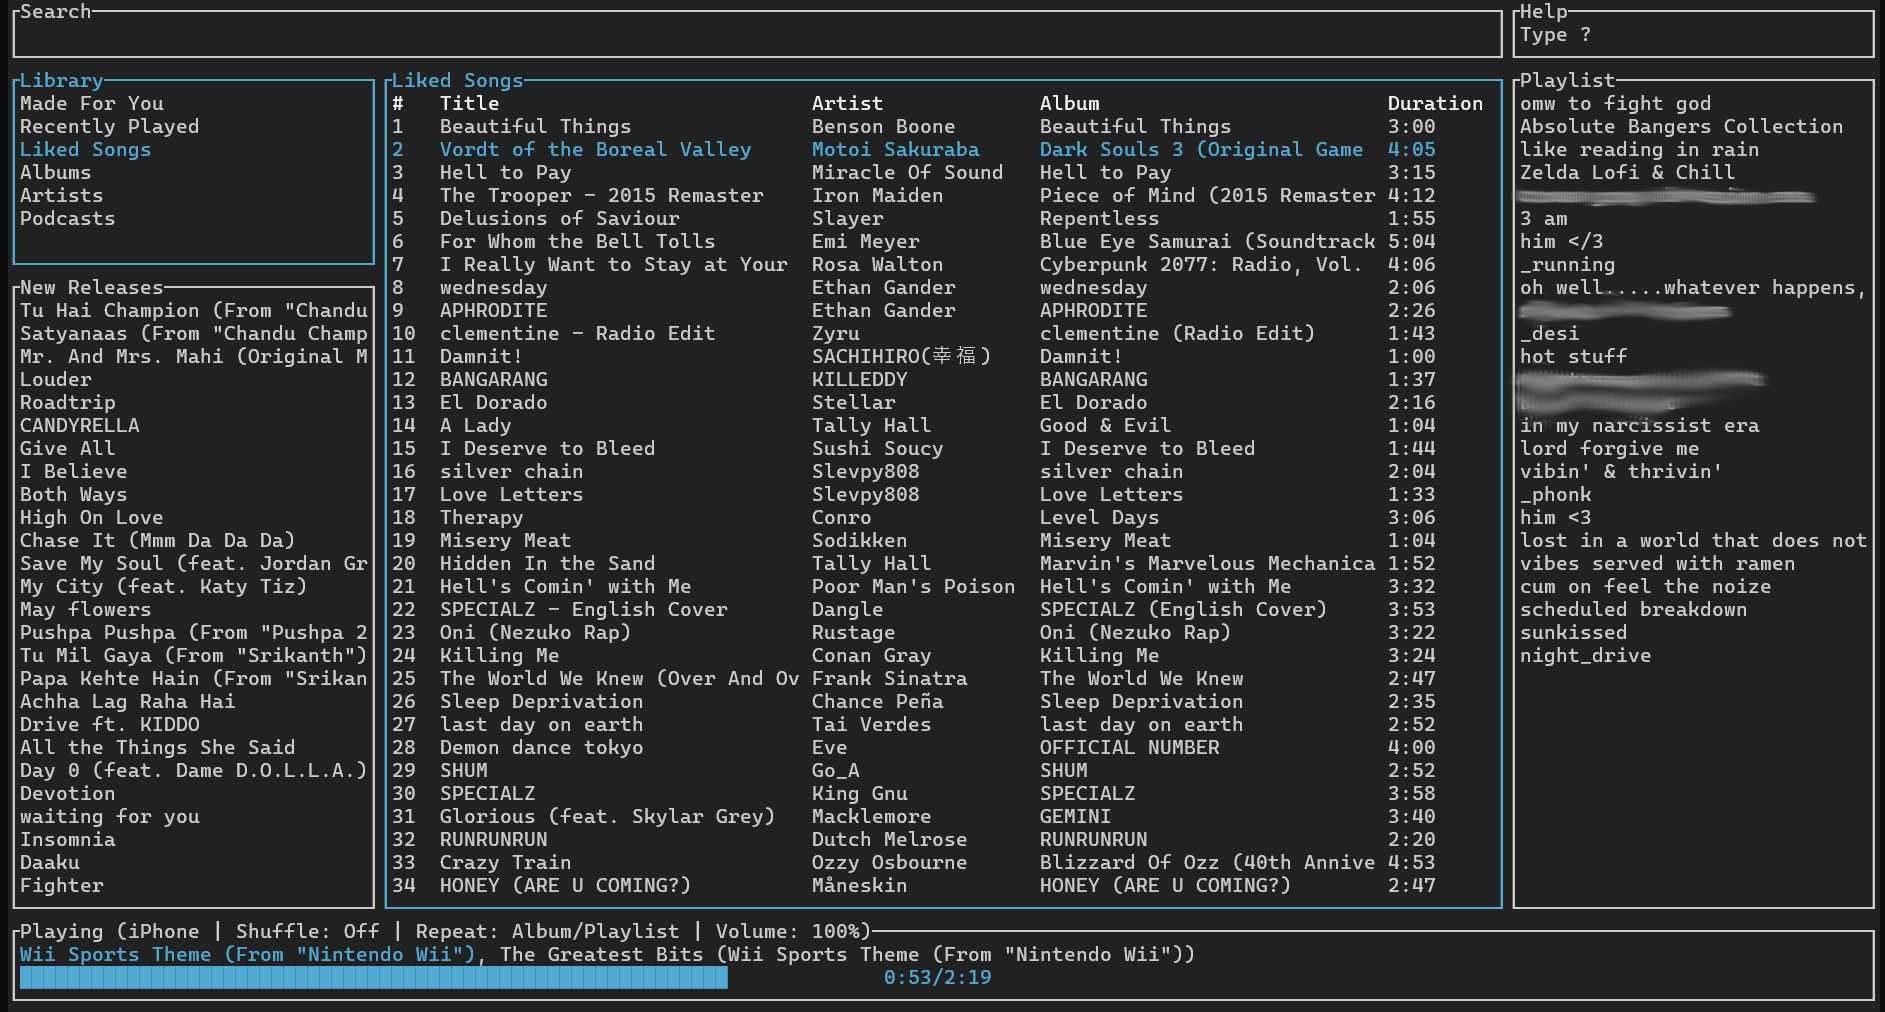 Search
Help
Type ?
Library
Made For You
Recently Played
Liked Songs
Albums
Artists
Podcasts
New Releases
Tu Hai Champion (From "Chandu
Satyanaas (From "Chandu Champ
Mr. And Mrs. Mahi (Original M
Louder
Roadtrip
CANDYRELLA
Give All
I Believe
Both Ways
High On Love
Chase It (Mmm Da Da Da)
Save My Soul (feat. Jordan Gr
My City (feat. Katy Tiz)
May flowers
Pushpa Pushpa (From "Pushpa 2
Tu Mil Gaya (From "Srikanth")
Papa Kehte Hain (From "Srikan
Achha Lag Raha Hai
Drive ft. KIDDO
All the Things She Said
Day 0 (feat. Dame D.O.L.L.A.)
Devotion
waiting for you
Insomnia
Daaku
Fighter
Liked Songs
# Title Artist Album Duration
1 Beautiful Things Benson Boone Beautiful Things 3:00
2 Vordt of the Boreal Valley Motoi Sakuraba Dark Souls 3 (Original Game 4:05
3 Hell to Pay Miracle Of Sound Hell to Pay 3:15
4 The Trooper - 2015 Remaster Iron Maiden Piece of Mind (2015 Remaster 4:12
5 Delusions of Saviour Slayer Repentless 1:55
6 For Whom the Bell Tolls Emi Meyer Blue Eye Samurai (Soundtrack 5:04
7 I Really Want to Stay at Your Rosa Walton Cyberpunk 2077: Radio, Vol. 4:06
8 wednesday Ethan Gander wednesday 2:06
9 APHRODITE Ethan Gander APHRODITE 2:26
10 clementine - Radio Edit Zyru clementine (Radio Edit) 1:43
11 Damnit! SACHIHIRO(幸福) Damnit! 1:00
12 BANGARANG KILLEDDY BANGARANG 1:37
13 El Dorado Stellar El Dorado 2:16
14 A Lady Tally Hall Good & Evil 1:04
15 I Deserve to Bleed Sushi Soucy I Deserve to Bleed 1:44
16 silver chain Slevpy808 silver chain 2:04
17 Love Letters Slevpy808 Love Letters 1:33
18 Therapy Conro Level Days 3:06
19 Misery Meat Sodikken Misery Meat 1:04
20 Hidden In the Sand Tally Hall Marvin's Marvelous Mechanica 1:52
21 Hell's Comin' with Me Poor Man's Poison Hell's Comin' with Me 3:32
22 SPECIALZ - English Cover Dangle SPECIALZ (English Cover) 3:53
23 Oni (Nezuko Rap) Rustage Oni (Nezuko Rap) 3:22
24 Killing Me Conan Gray Killing Me 3:24
25 The World We Knew (Over And Ov Frank Sinatra The World We Knew 2:47
26 Sleep Deprivation Chance Peña Sleep Deprivation 2:35
27 last day on earth Tai Verdes last day on earth 2:52
28 Demon dance tokyo Eve OFFICIAL NUMBER 4:00
29 SHUM Go_A SHUM 2:52
30 SPECIALZ King Gnu SPECIALZ 3:58
31 Glorious (feat. Skylar Grey) Macklemore GEMINI 3:40
32 RUNRUNRUN Dutch Melrose RUNRUNRUN 2:20
33 Crazy Train Ozzy Osbourne Blizzard Of Ozz (40th Annive 4:53
34 HONEY (ARE U COMING?) Måneskin HONEY (ARE U COMING?) 2:47
Playlist
omw to fight god
Absolute Bangers Collection
like reading in rain
Zelda Lofi & Chill
3 am
him </3
_running
oh well.....whatever happens,
_desi
hot stuff
in my narcissist era
lord forgive me
vibin' & thrivin'
_phonk
him <3
lost in a world that does not
vibes served with ramen
cum on feel the noize
scheduled breakdown
sunkissed
night_drive
Playing (iPhone | Shuffle: Off | Repeat: Album/Playlist | Volume: 100%)
Wii Sports Theme (From "Nintendo Wii"), The Greatest Bits (Wii Sports Theme (From "Nintendo Wii"))
0:53/2:19